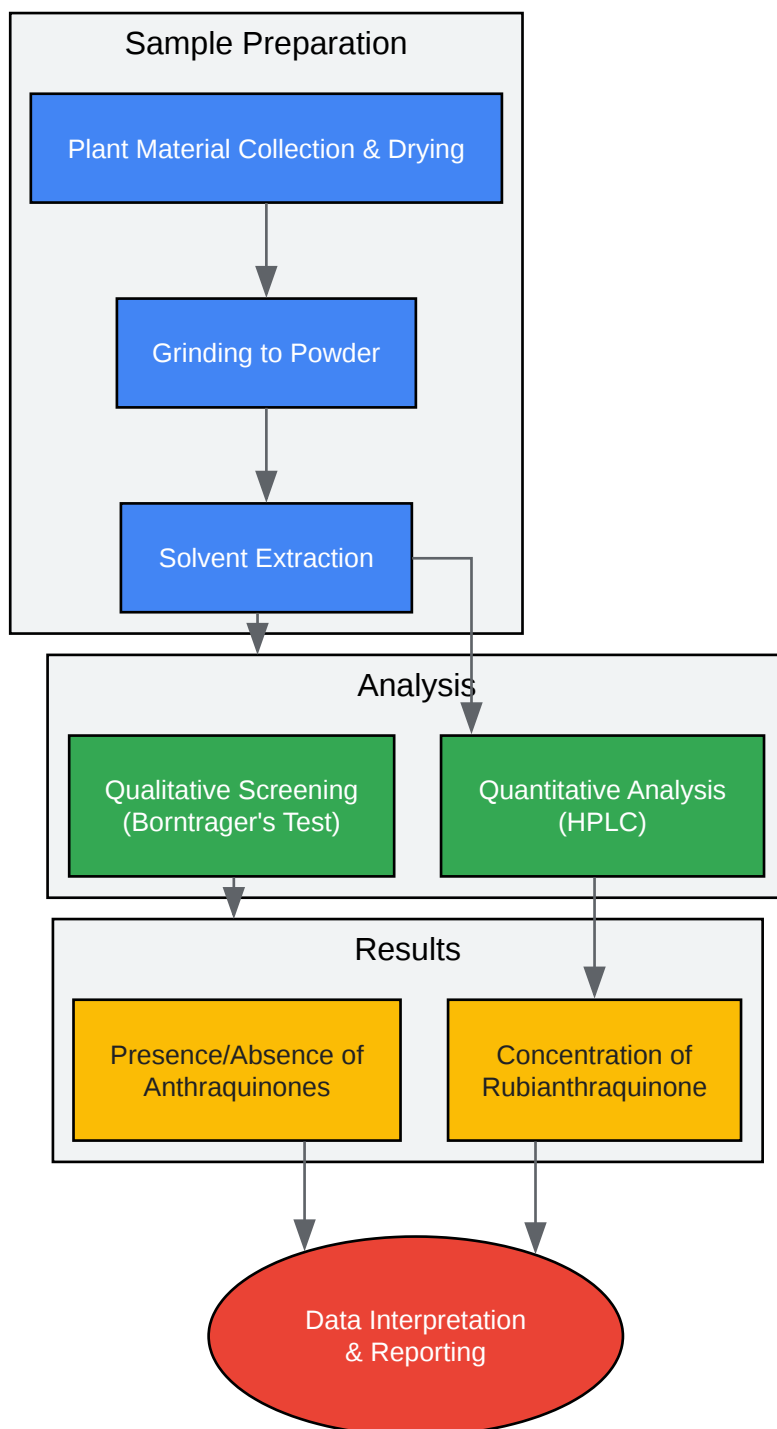 Sample Preparation
Plant Material Collection & Drying
Grinding to Powder
Solvent Extraction
Analysis
Qualitative Screening
(Borntrager's Test)
Quantitative Analysis
(HPLC)
Results
Presence/Absence of
Anthraquinones
Concentration of
Rubianthraquinone
Data Interpretation
& Reporting